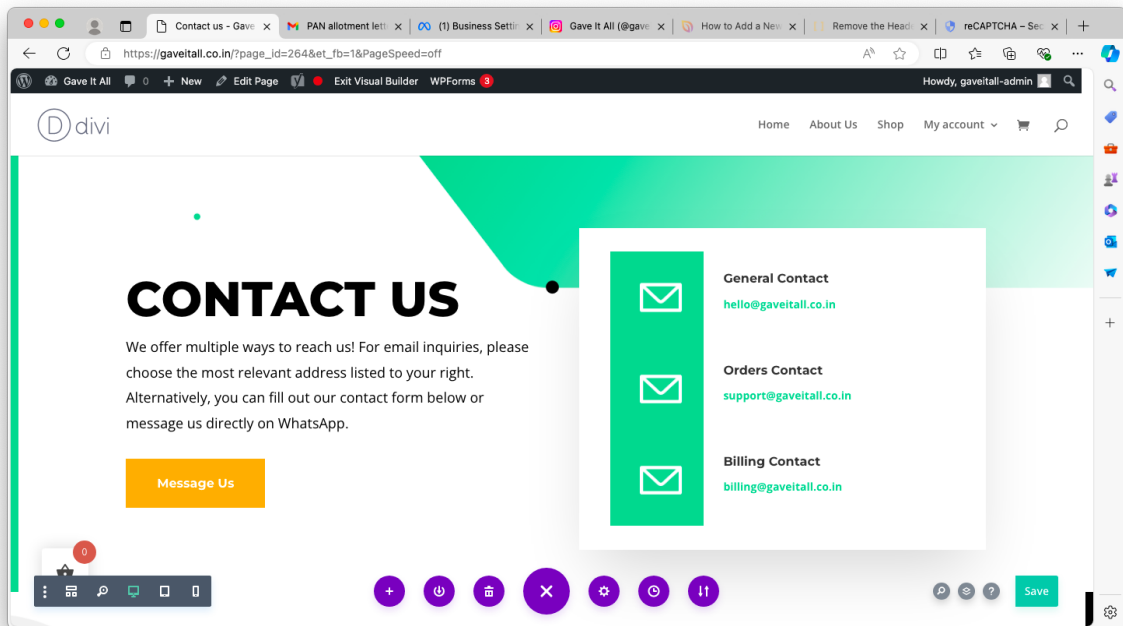 Contact us - Gave
PAN allotment lett
(1) Business Settin
Gave It All (@gave
How to Add a New
Remove the Head
reCAPTCHA – Sec
https://gaveitall.co.in/?page_id=264&et_fb=1&PageSpeed=off
Gave It All 0 + New Edit Page Exit Visual Builder WPForms 3 Howdy, gaveitall-admin
D divi
Home About Us Shop My account
CONTACT US
We offer multiple ways to reach us! For email inquiries, please
choose the most relevant address listed to your right.
Alternatively, you can fill out our contact form below or
message us directly on WhatsApp.
Message Us
General Contact
hello@gaveitall.co.in
Orders Contact
support@gaveitall.co.in
Billing Contact
billing@gaveitall.co.in
0
Save